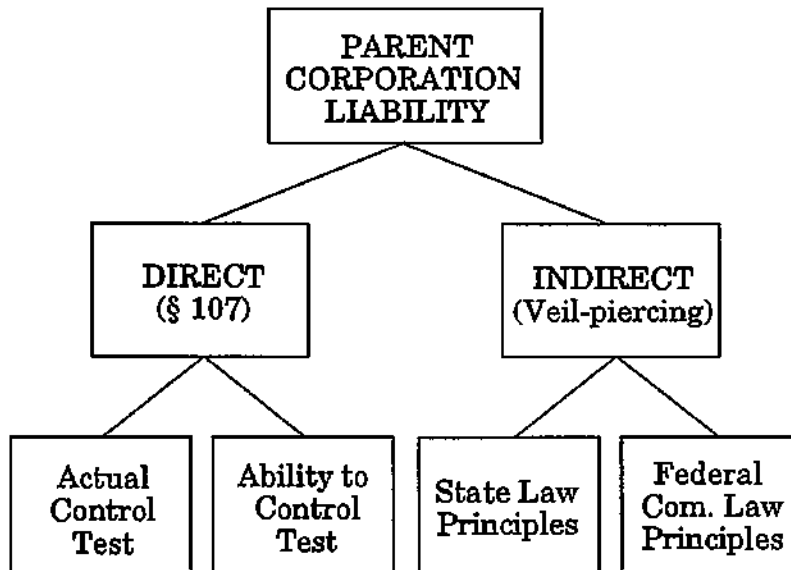 PARENT
CORPORATION
LIABILITY
DIRECT
(§ 107)
INDIRECT
(Veil-piercing)
Actual
Control
Test
Ability to
Control
Test
State Law
Principles
Federal
Com. Law
Principles